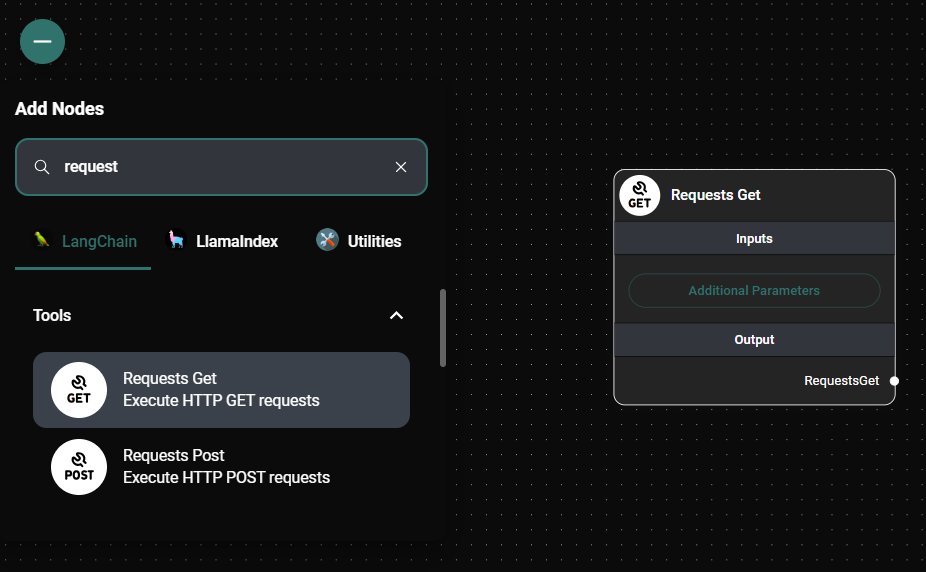 Add Nodes
request
LangChain
LlamaIndex
Utilities
Tools
GET
Requests Get
Execute HTTP GET requests
POST
Requests Post
Execute HTTP POST requests
GET
Requests Get
Inputs
Additional Parameters
Output
RequestsGet